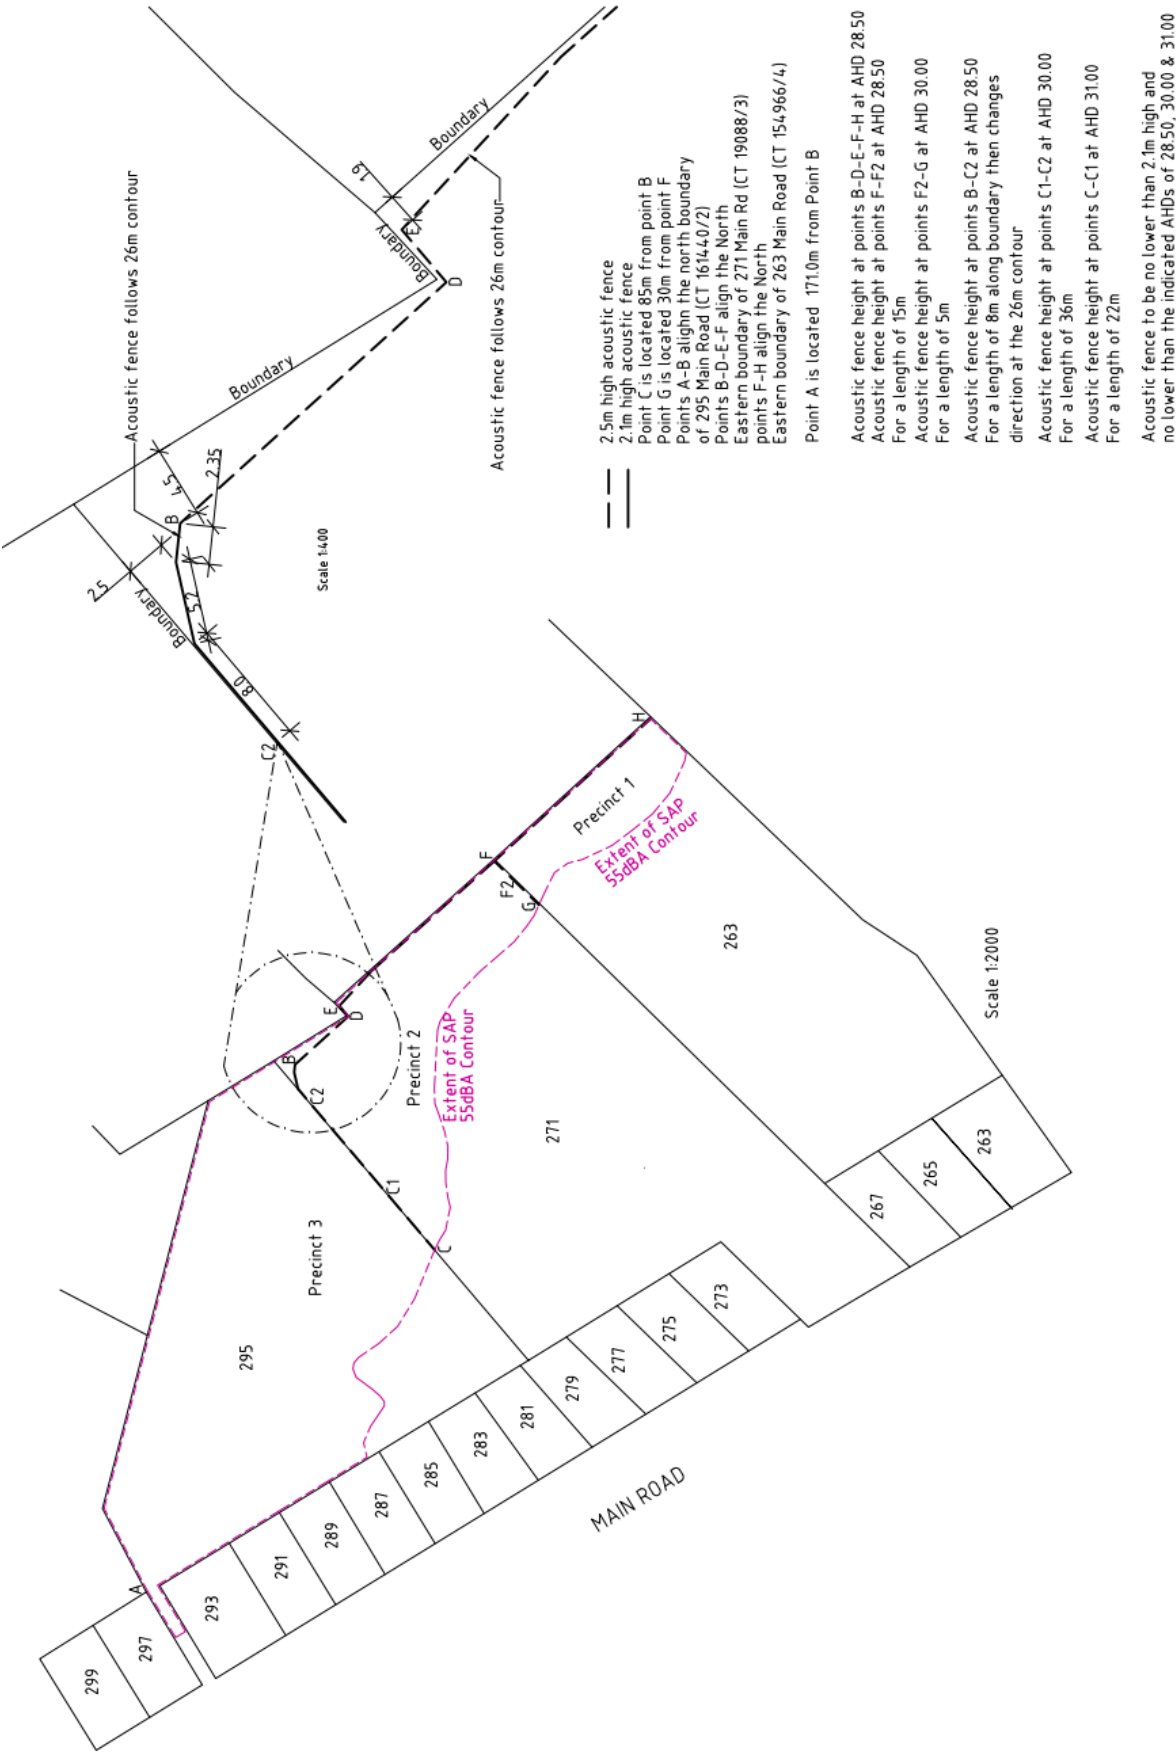 Acoustic fence follows 26m contour
Boundary
Boundary
Boundary
Boundary
2.5
5.2
8.0
4.5
2.35
1.9
B
C2
D
E
Acoustic fence follows 26m contour
Scale 1:400
2.5m high acoustic fence
2.1m high acoustic fence
Point C is located 85m from point B
Point G is located 30m from point F
Points A-B alighn the north boundary
of 295 Main Road (CT 161440/2)
Points B-D-E-F align the North
Eastern boundary of 271 Main Rd (CT 19088/3)
points F-H align the North
Eastern boundary of 263 Main Road (CT 154966/4)
Point A is located 171.0m from Point B
Acoustic fence height at points B-D-E-F-H at AHD 28.50
Acoustic fence height at points F-F2 at AHD 28.50
For a length of 15m
Acoustic fence height at points F2-G at AHD 30.00
For a length of 5m
Acoustic fence height at points B-C2 at AHD 28.50
For a length of 8m along boundary then changes
direction at the 26m contour
Acoustic fence height at points C1-C2 at AHD 30.00
For a length of 36m
Acoustic fence height at points C-C1 at AHD 31.00
For a length of 22m
Acoustic fence to be no lower than 2.1m high and
no lower than the indicated AHDs of 28.50, 30.00 & 31.00
A
B
C2
C1
C
D
E
F
F2
G
H
Precinct 1
Precinct 2
Precinct 3
Extent of SAP
55dBA Contour
Extent of SAP
55dBA Contour
295
271
263
299
297
293
291
289
287
285
283
281
279
277
275
273
267
265
263
MAIN ROAD
Scale 1:2000